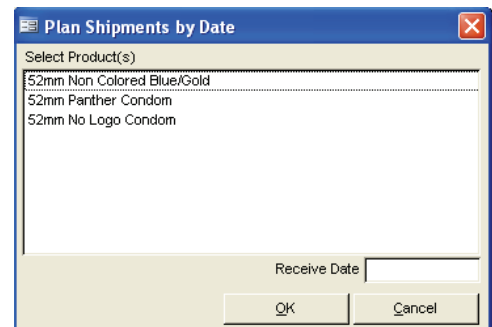 Plan Shipments by Date
Select Product(s)
52mm Non Colored Blue/Gold
52mm Panther Condom
52mm No Logo Condom
Receive Date
OK Cancel